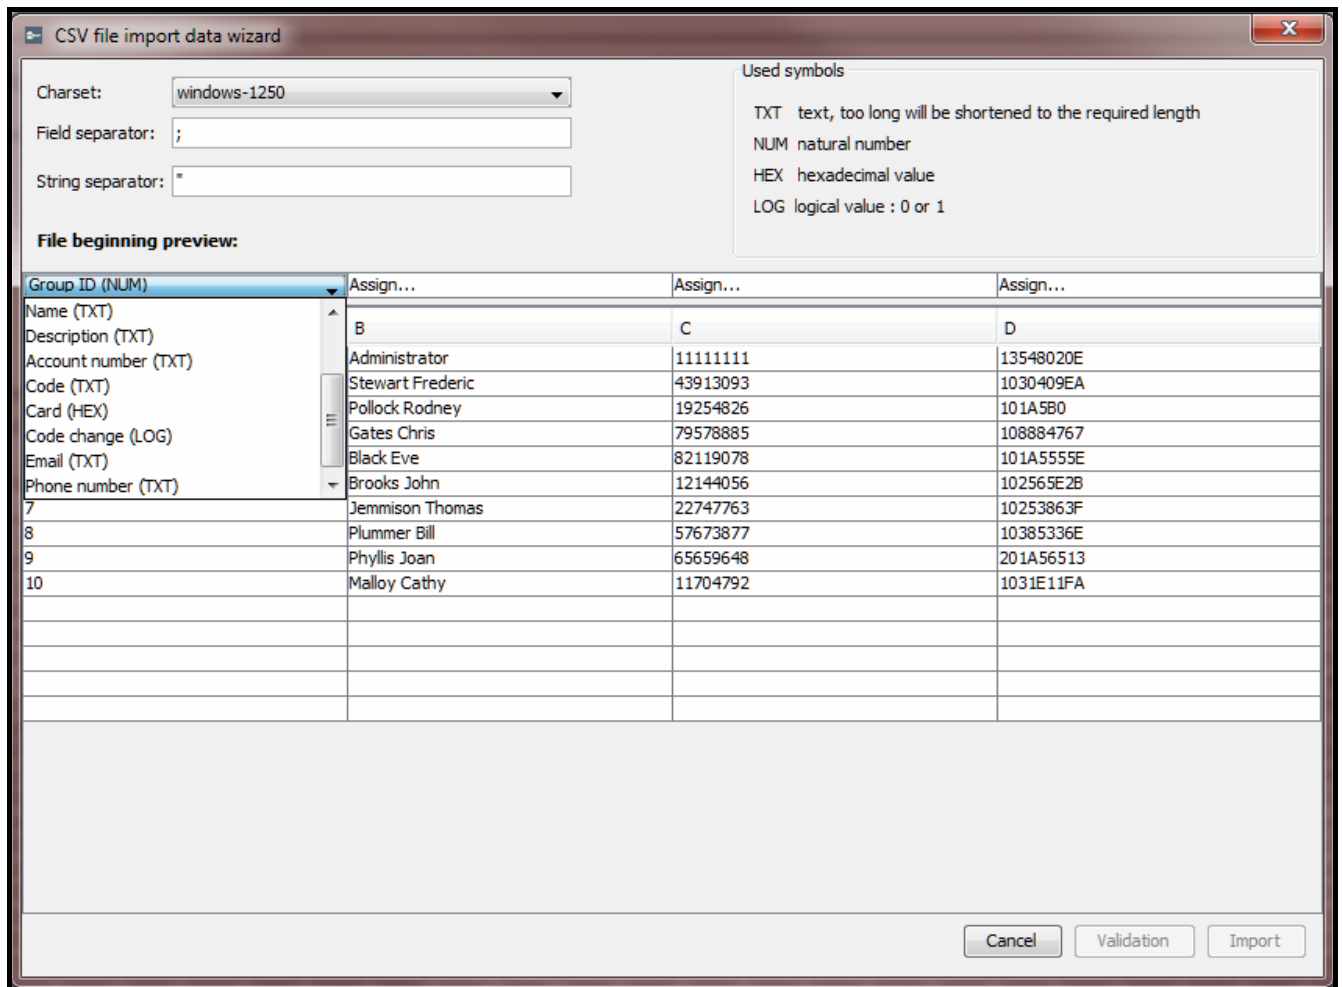 CSV file import data wizard
Charset: windows-1250
Field separator: ;
String separator: "
File beginning preview:
Used symbols
TXT text, too long will be shortened to the required length
NUM natural number
HEX hexadecimal value
LOG logical value : 0 or 1
Group ID (NUM) Assign... Assign... Assign...
Name (TXT)
Description (TXT)
Account number (TXT)
Code (TXT)
Card (HEX)
Code change (LOG)
Email (TXT)
Phone number (TXT)
B C D
Administrator 11111111 13548020E
Stewart Frederic 43913093 1030409EA
Pollock Rodney 19254826 101A5B0
Gates Chris 79578885 108884767
Black Eve 82119078 101A5555E
Brooks John 12144056 102565E2B
7 Jemmison Thomas 22747763 10253863F
8 Plummer Bill 57673877 10385336E
9 Phyllis Joan 65659648 201A56513
10 Malloy Cathy 11704792 1031E11FA
Cancel Validation Import